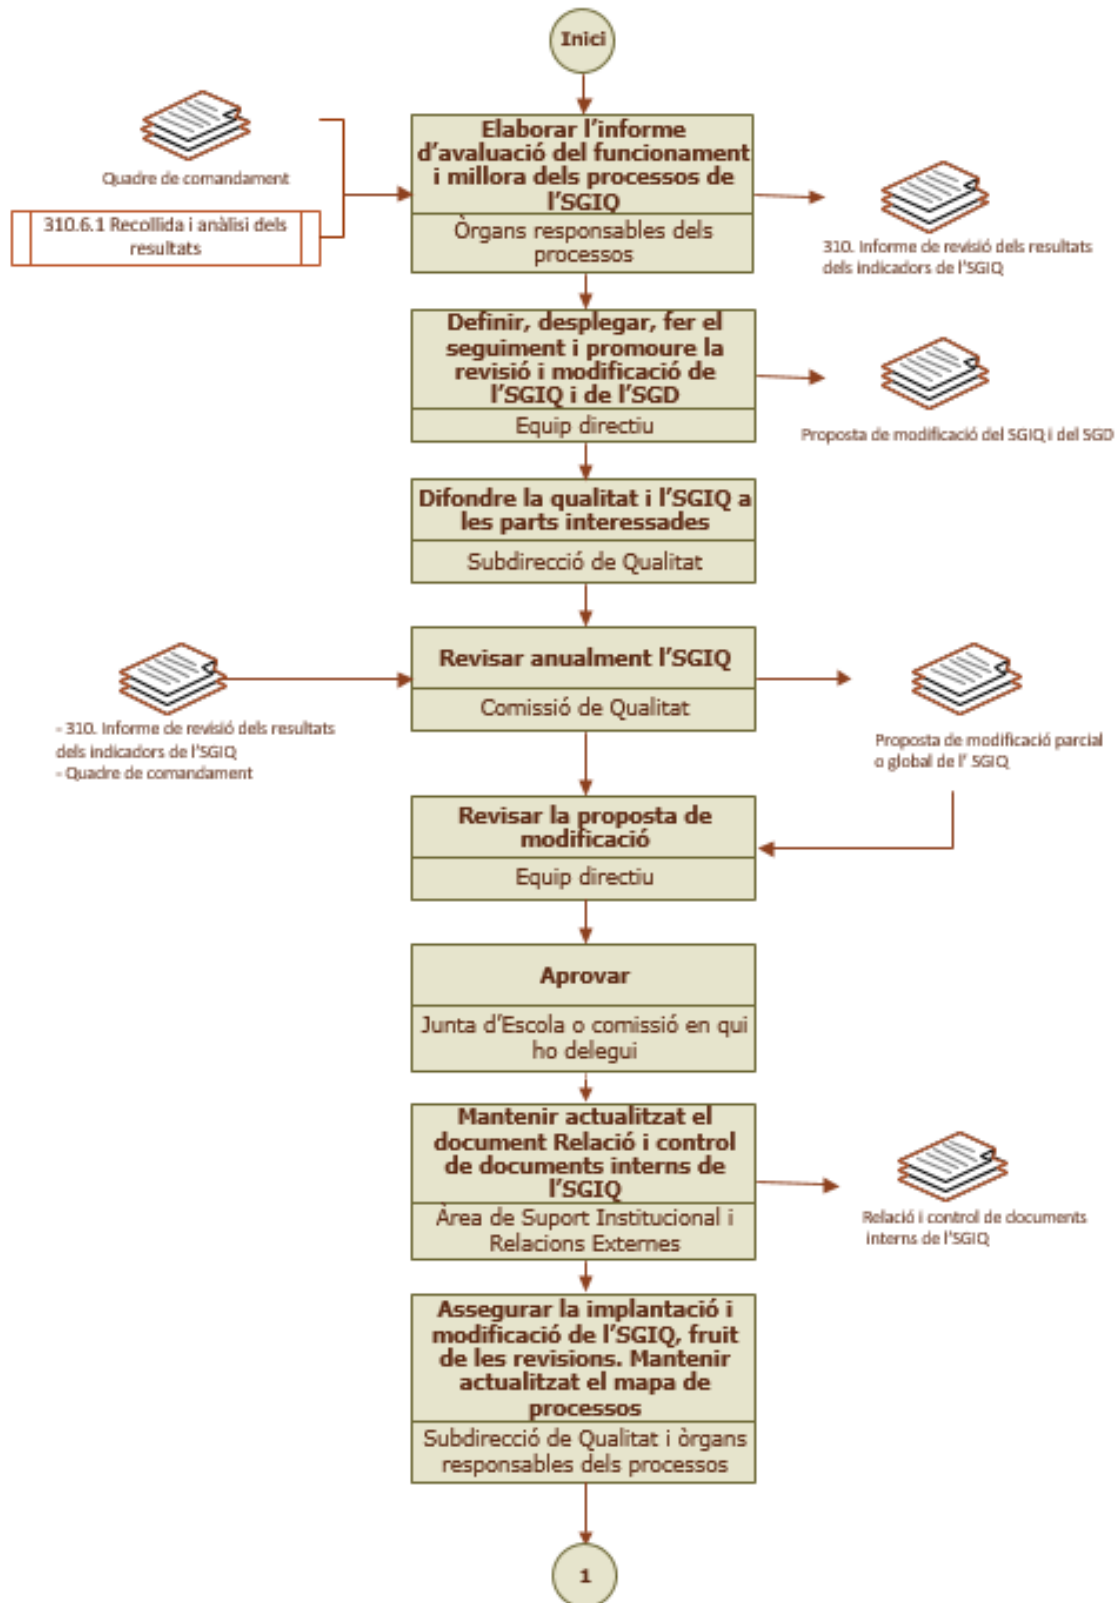 Inici
Quadre de comandament
310.6.1 Recollida i anàlisi dels
resultats
Elaborar l'informe
d'avaluació del funcionament
i millora dels processos de
l'SGIQ
Òrgans responsables dels
processos
310. Informe de revisió dels resultats
dels indicadors de l'SGIQ
Definir, desplegar, fer el
seguiment i promoure la
revisió i modificació de
l'SGIQ i de l'SGD
Equip directiu
Proposta de modificació del SGIQ i del SGD
Difondre la qualitat i l'SGIQ a
les parts interessades
Subdirecció de Qualitat
- 310. Informe de revisió dels resultats
dels indicadors de l'SGIQ
- Quadre de comandament
Revisar anualment l'SGIQ
Comissió de Qualitat
Proposta de modificació parcial
o global de l' SGIQ
Revisar la proposta de
modificació
Equip directiu
Aprovar
Junta d'Escola o comissió en qui
ho delegui
Mantenir actualitzat el
document Relació i control
de documents interns de
l'SGIQ
Àrea de Suport Institucional i
Relacions Externes
Relació i control de documents
interns de l'SGIQ
Assegurar la implantació i
modificació de l'SGIQ, fruit
de les revisions. Mantenir
actualitzat el mapa de
processos
Subdirecció de Qualitat i òrgans
responsables dels processos
1